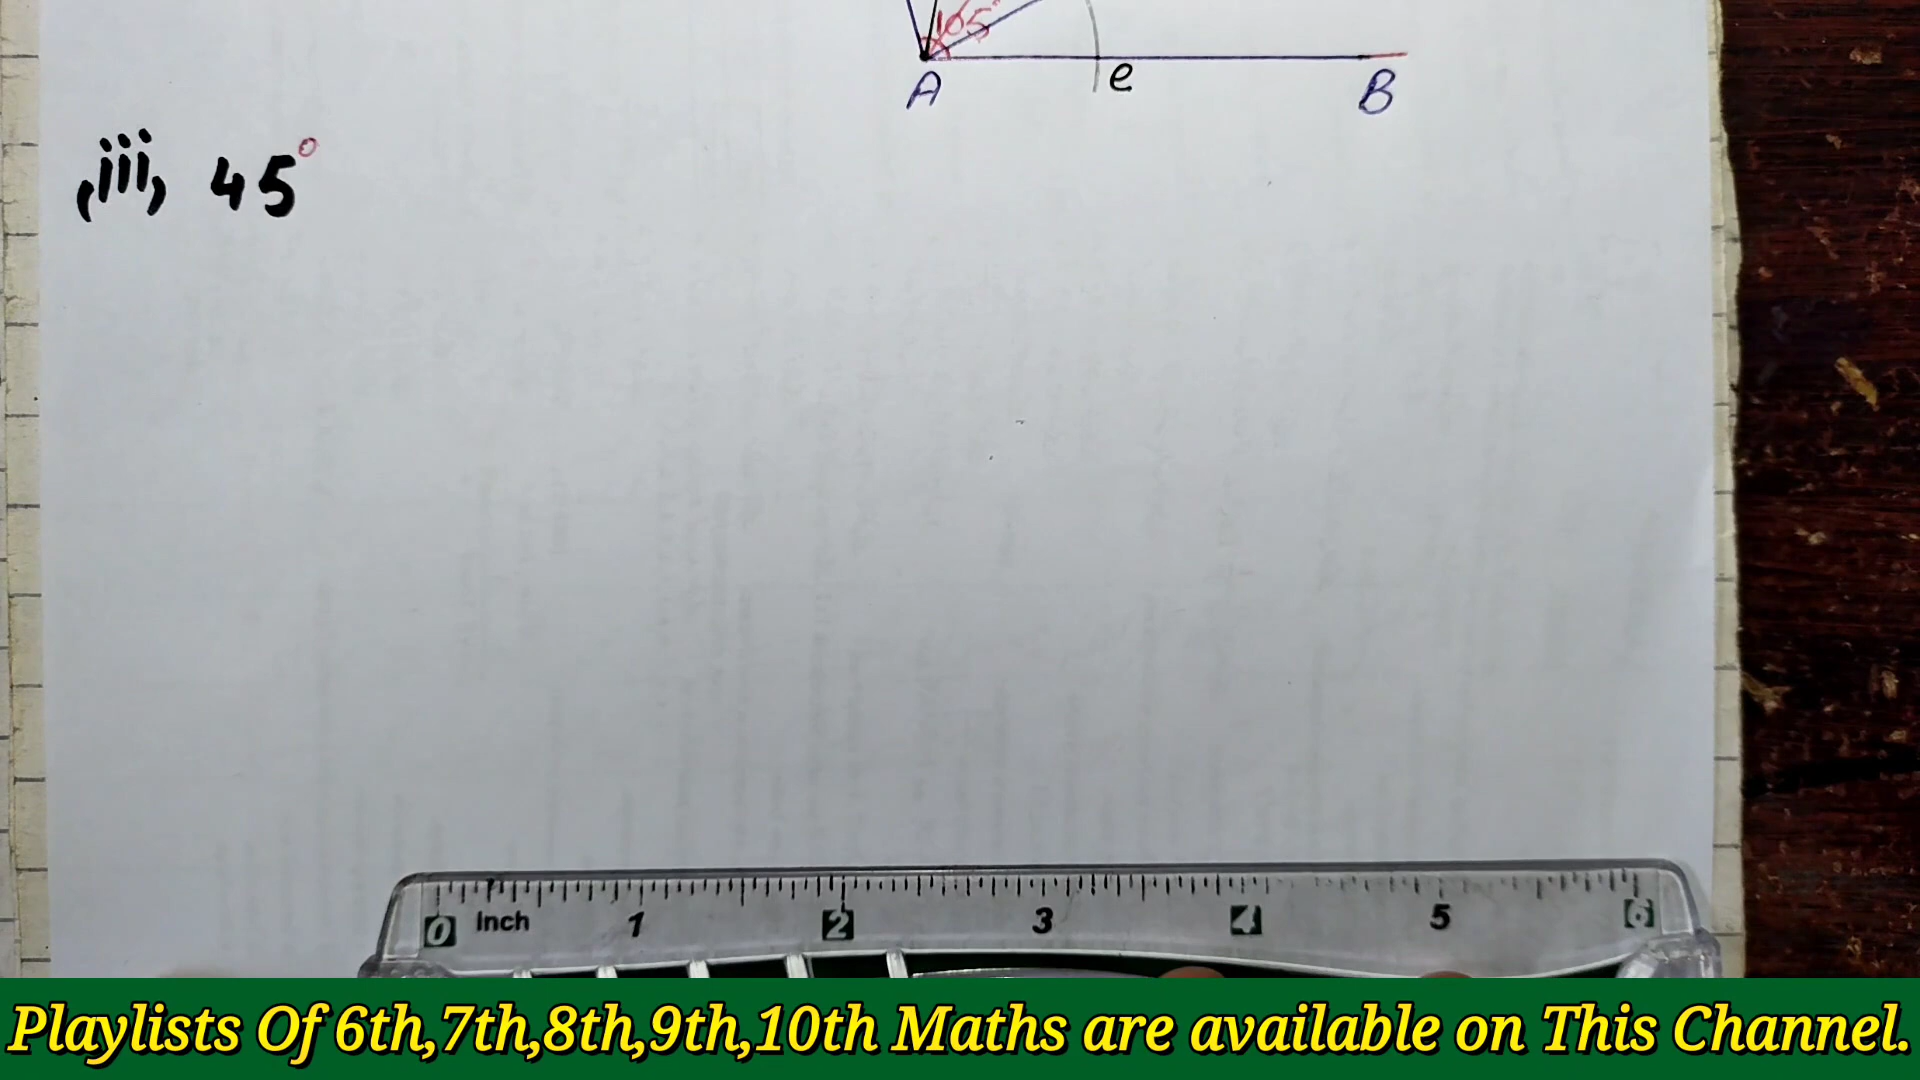 105°
A e B
(iii) 45°
0 Inch 1 2 3 4 5 6
Playlists Of 6th,7th,8th,9th,10th Maths are available on This Channel.